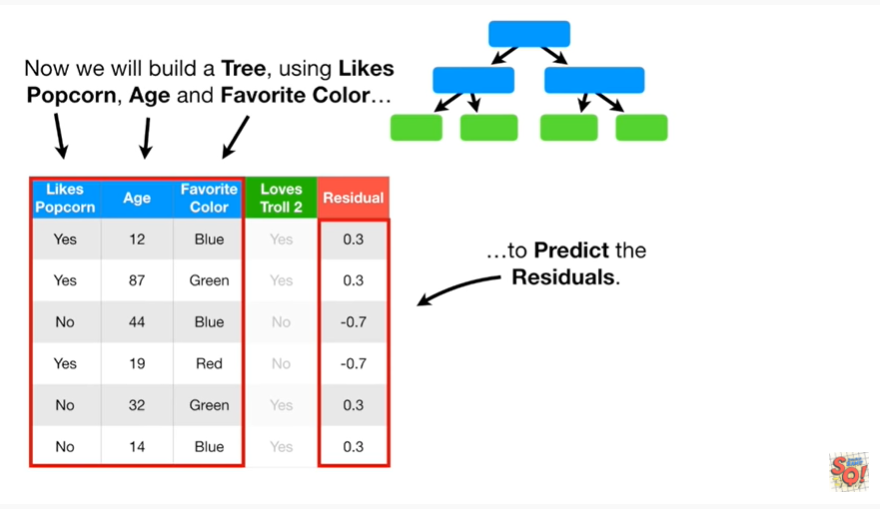 Now we will build a Tree, using Likes
Popcorn, Age and Favorite Color…
Likes Popcorn Age Favorite Color Loves Troll 2 Residual
Yes 12 Blue Yes 0.3
Yes 87 Green Yes 0.3
No 44 Blue No -0.7
Yes 19 Red No -0.7
No 32 Green Yes 0.3
No 14 Blue Yes 0.3
…to Predict the
Residuals.
SQ!